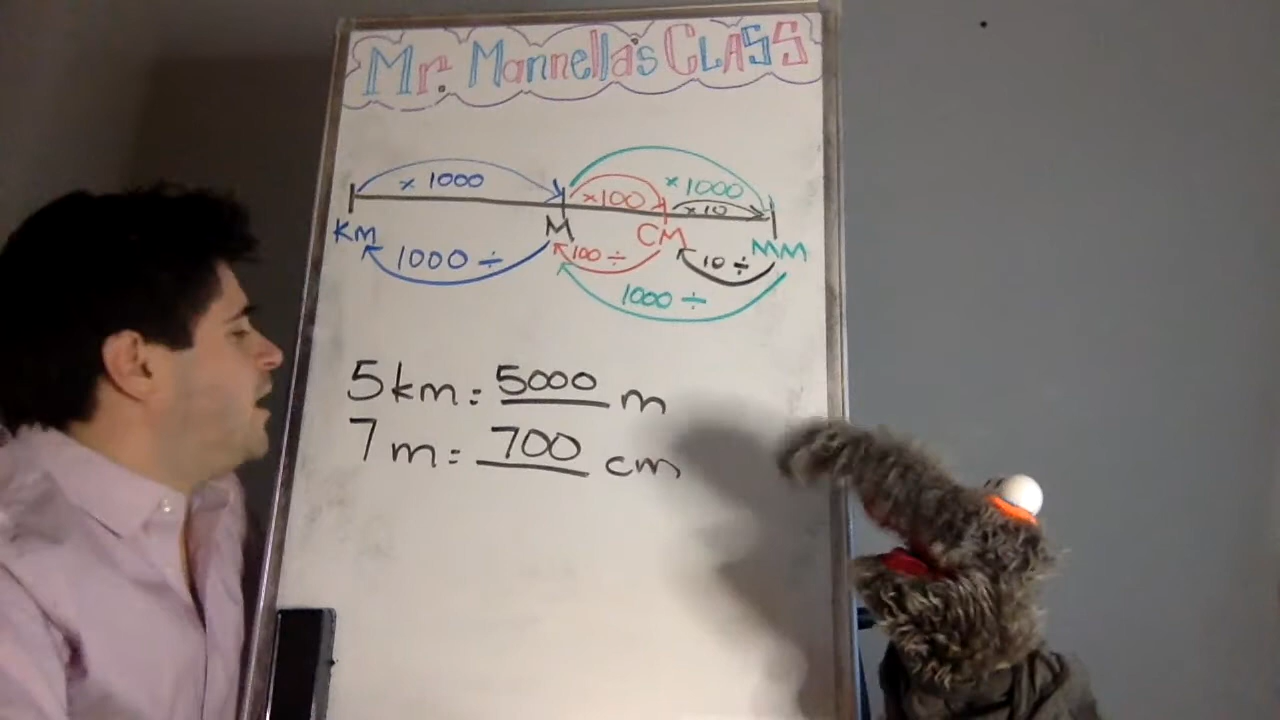 Mr. Mannella's CLASS
x 1000 x100 x 1000
x 10
KM M CM MM
1000 ÷ 100 ÷ 10 ÷
1000 ÷
5 km = 5000 m
7 m = 700 cm